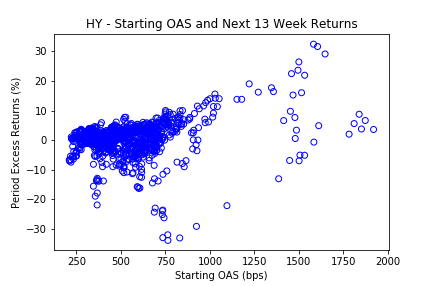 HY - Starting OAS and Next 13 Week Returns
Period Excess Returns (%)
30
20
10
0
−10
−20
−30
250 500 750 1000 1250 1500 1750 2000
Starting OAS (bps)